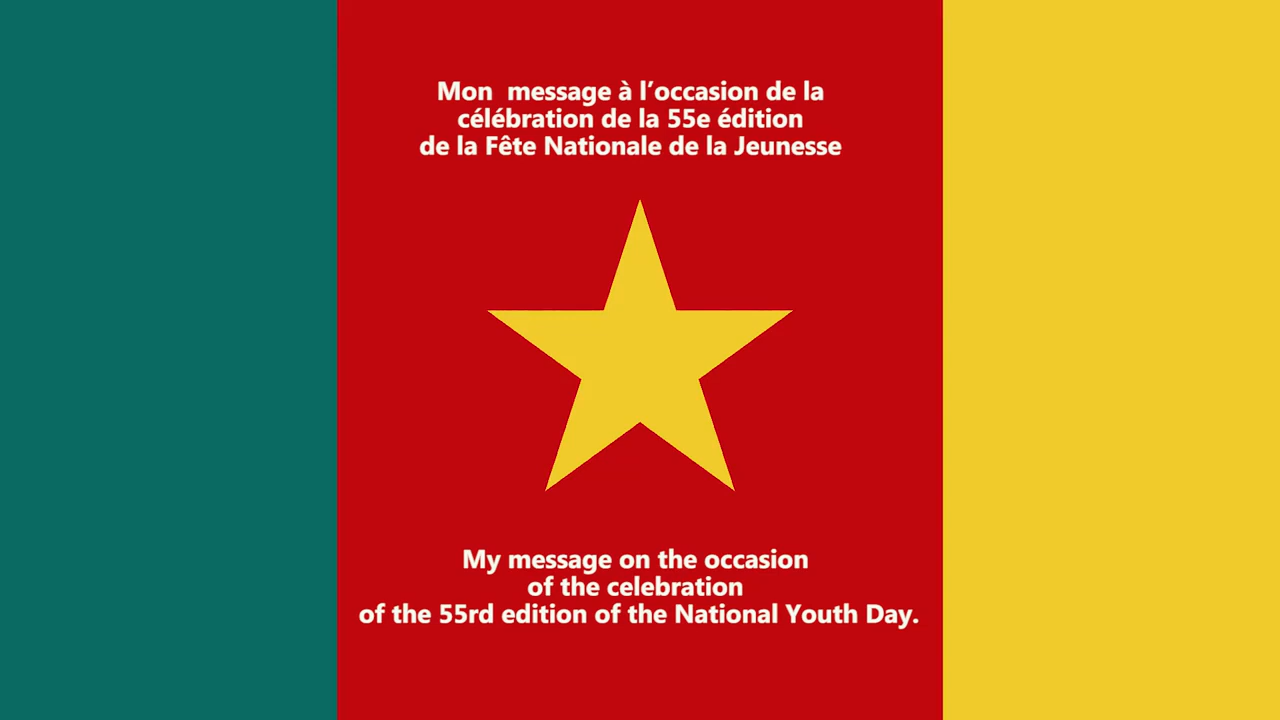 Mon  message à l’occasion de la
célébration de la 55e édition
de la Fête Nationale de la Jeunesse
My message on the occasion
of the celebration
of the 55rd edition of the National Youth Day.